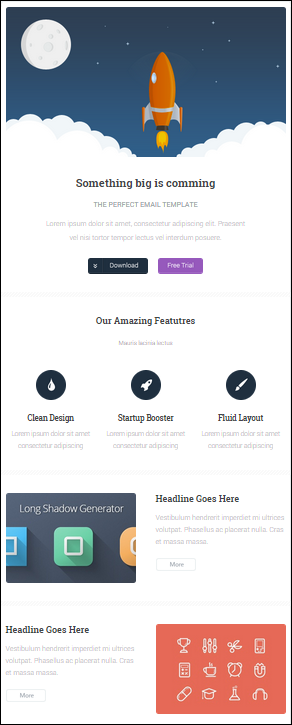 Something big is comming
THE PERFECT EMAIL TEMPLATE
Lorem ipsum dolor sit amet, consectetur adipiscing elit. Praesent
vel nisi tortor tempor lectus vel interdum posuere.
Download
Free Trial
Our Amazing Featutres
Mauris lacinia lectus
Clean Design
Lorem ipsum dolor sit amet
consectetur adipiscing
Startup Booster
Lorem ipsum dolor sit amet
consectetur adipiscing
Fluid Layout
Lorem ipsum dolor sit amet
consectetur adipiscing
Long Shadow Generator
Headline Goes Here
Vestibulum hendrerit imperdiet mi ultrices
volutpat. Phasellus ac placerat nulla. Cras
et massa massa.
More
Headline Goes Here
Vestibulum hendrerit imperdiet mi ultrices
volutpat. Phasellus ac placerat nulla. Cras
et massa massa.
More